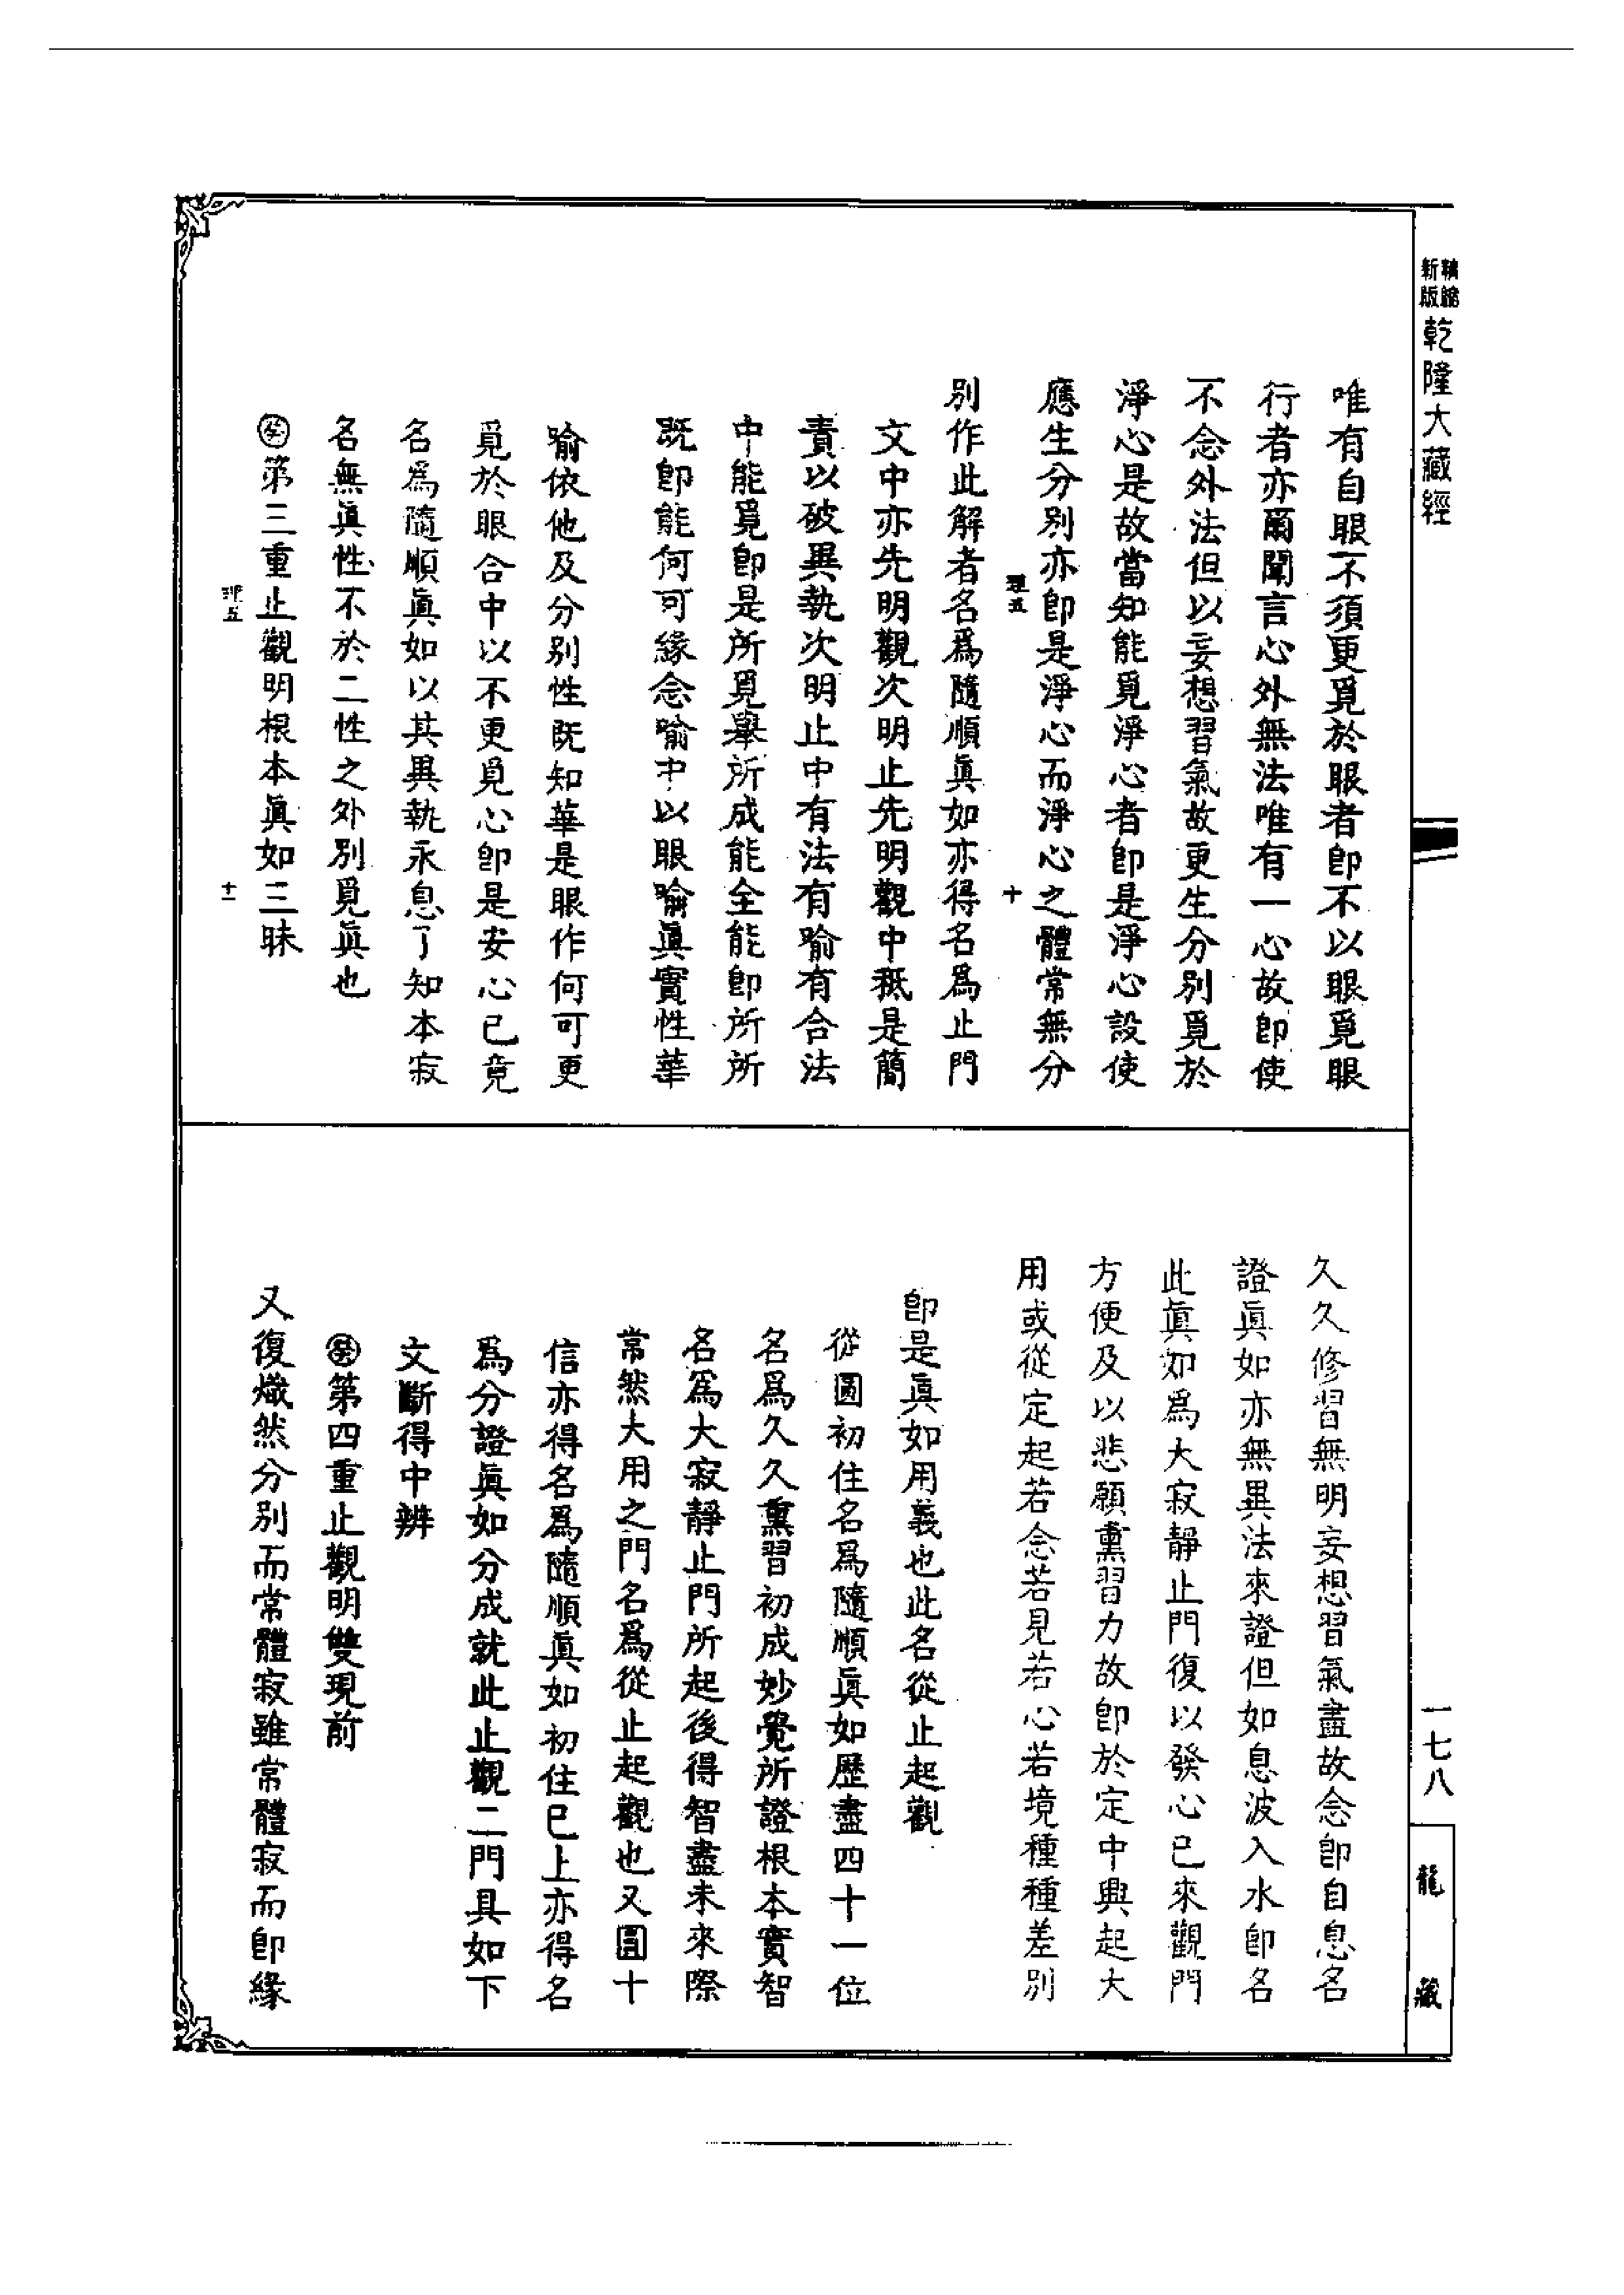 新版
乾隆大藏經
唯有自眼不須更覓於眼者卽不以眼覓眼
行者亦爾聞言心外無法唯有一心故卽使
不念外法但以妄想習氣故更生分別覓於
淨心是故當知能覓淨心者卽是淨心設使
應生分別亦卽是淨心而淨心之體常無分
十
別作此解者名爲隨順眞如亦得名爲止門
文中亦先明觀次明止先明觀中秪是簡
責以破異執次明止中有法有喻有合法
中能覓卽是所覓舉所成能全能卽所所
既卽能何可緣念喻中以眼喻眞實性華
喻依他及分別性既知華是眼作何可更
覓於眼合中以不更覓心卽是安心已竟
名爲隨順眞如以其異執永息了知本寂
名無眞性不於二性之外別覓眞也
第三重止觀明根本眞如三昧
十一
久久修習無明妄想習氣盡故念卽自息名
證眞如亦無異法來證但如息波入水卽名
此眞如爲大寂靜止門復以發心已來觀門
方便及以悲願熏習力故卽於定中興起大
用或從定起若念若見若心若境種種差別
卽是眞如用義也此名從止起觀
從圓初住名爲隨順眞如歷盡四十一位
名爲久久熏習初成妙覺所證根本實智
名爲大寂靜止門所起後得智盡未來際
常然大用之門名爲從止起觀也又圓十
信亦得名爲隨順眞如初住已上亦得名
爲分證眞如分成就此止觀二門具如下
文斷得中辨
第四重止觀明雙現前
又復熾然分別而常體寂雖常體寂而卽緣
一七八
龍藏